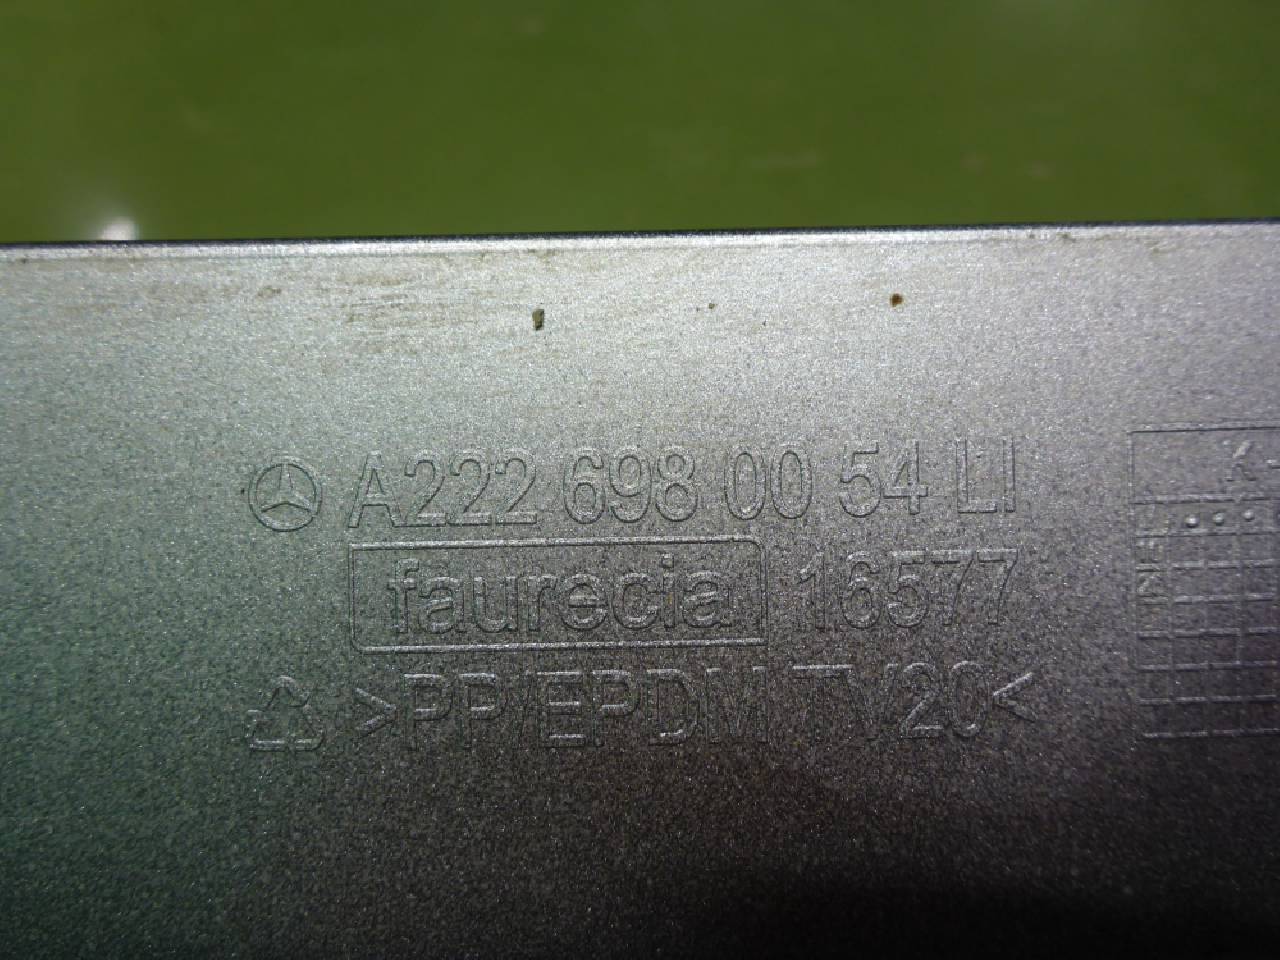 A222 698 00 54 LI
faurecia 16577
>PP/EPDM TV20<